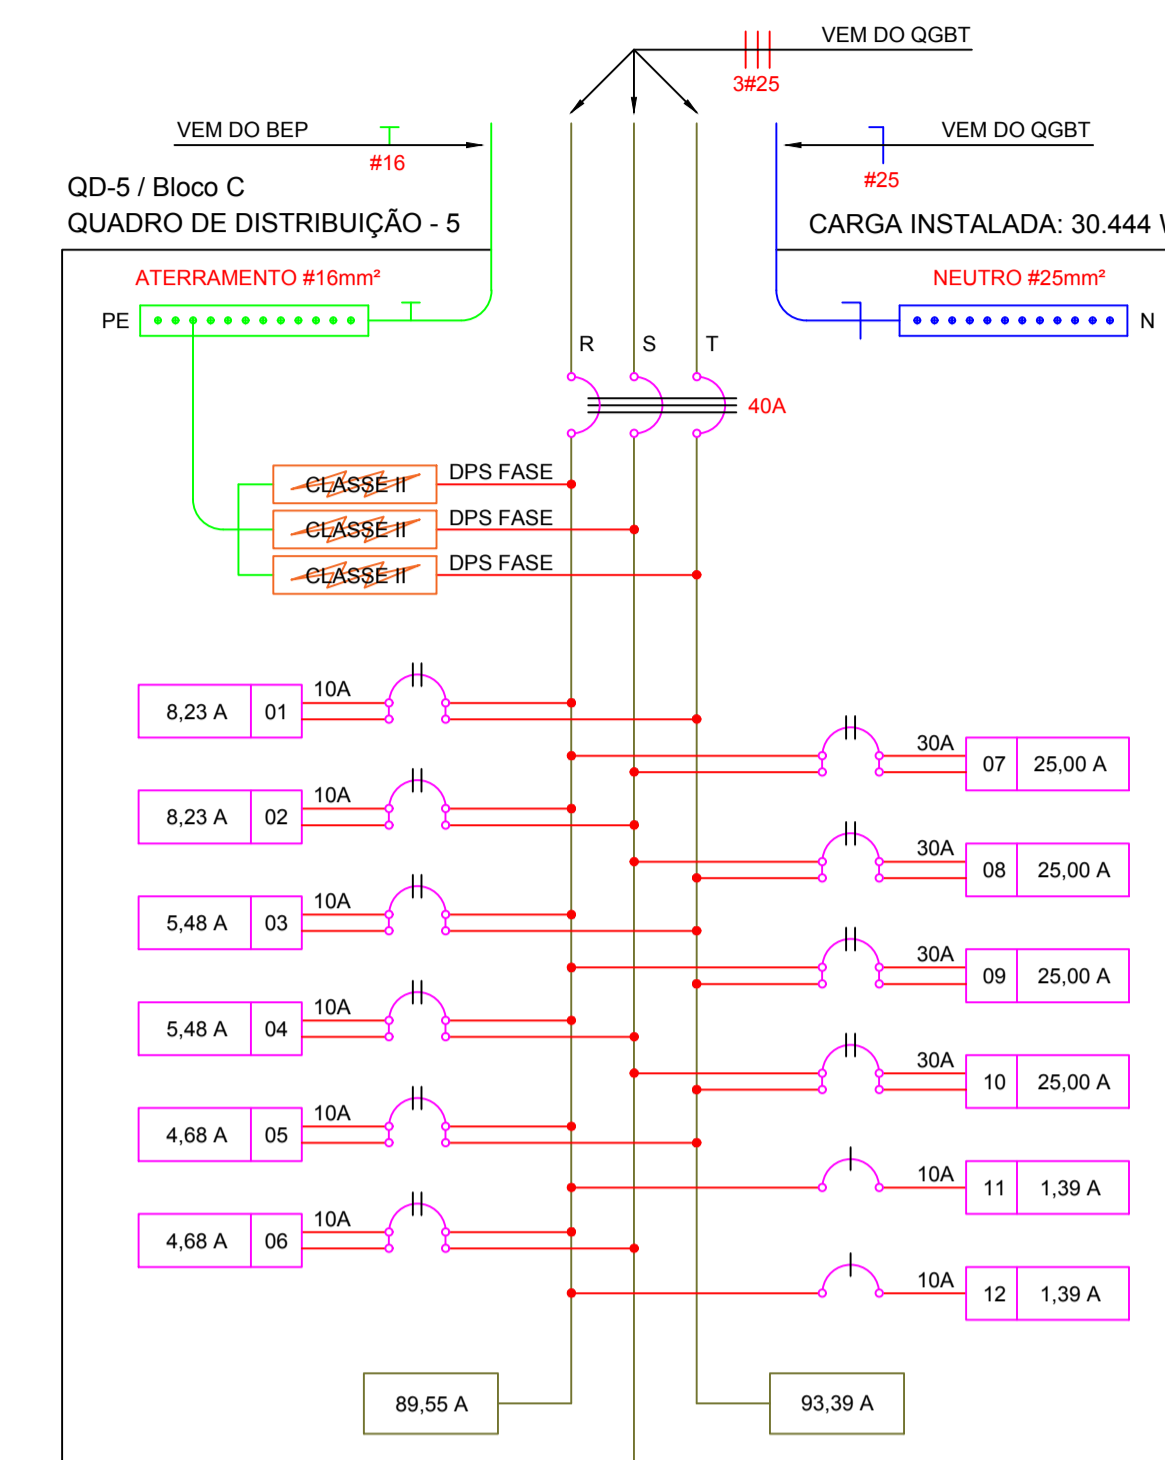 VEM DO QGBT
3#25
VEM DO BEP
#16
VEM DO QGBT
#25
QD-5 / Bloco C
QUADRO DE DISTRIBUIÇÃO - 5
CARGA INSTALADA: 30.444
ATERRAMENTO #16mm²
NEUTRO #25mm²
PE
N
R S T
40A
CLASSE II DPS FASE
CLASSE II DPS FASE
CLASSE II DPS FASE
8,23 A 01 10A
30A 07 25,00 A
8,23 A 02 10A
30A 08 25,00 A
5,48 A 03 10A
30A 09 25,00 A
5,48 A 04 10A
30A 10 25,00 A
4,68 A 05 10A
10A 11 1,39 A
4,68 A 06 10A
10A 12 1,39 A
89,55 A
93,39 A